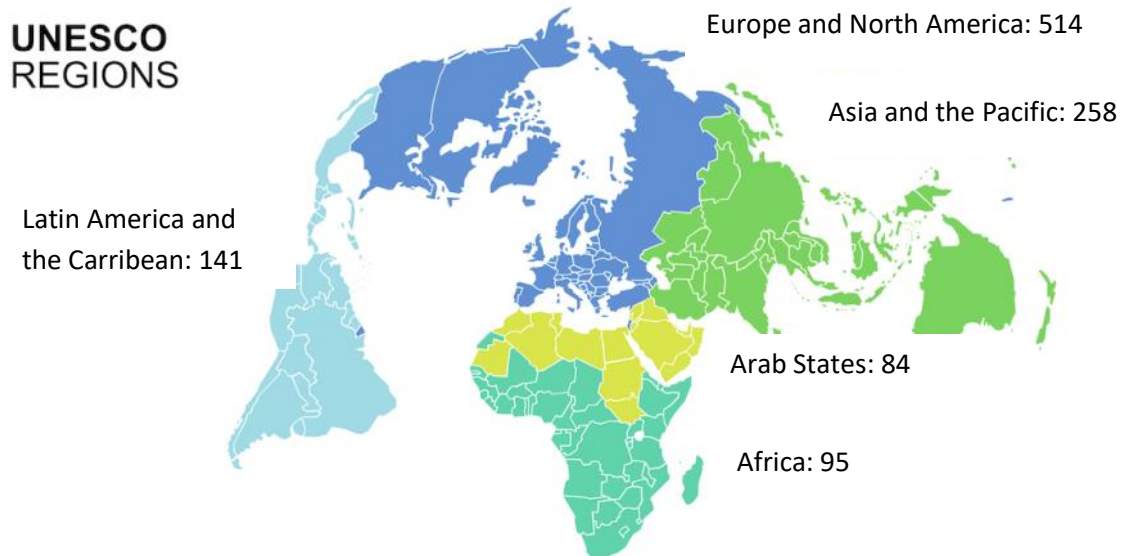 UNESCO
REGIONS
Europe and North America: 514
Asia and the Pacific: 258
Latin America and
the Carribean: 141
Arab States: 84
Africa: 95